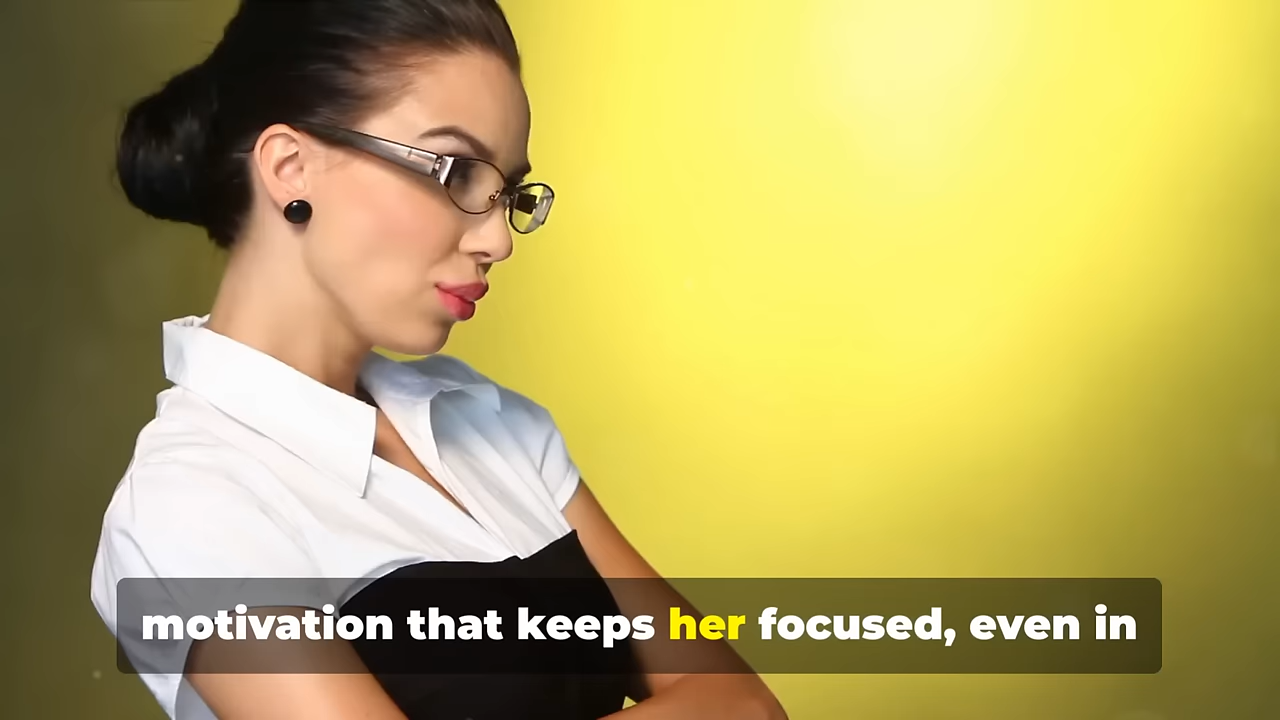 motivation that keeps her focused, even in